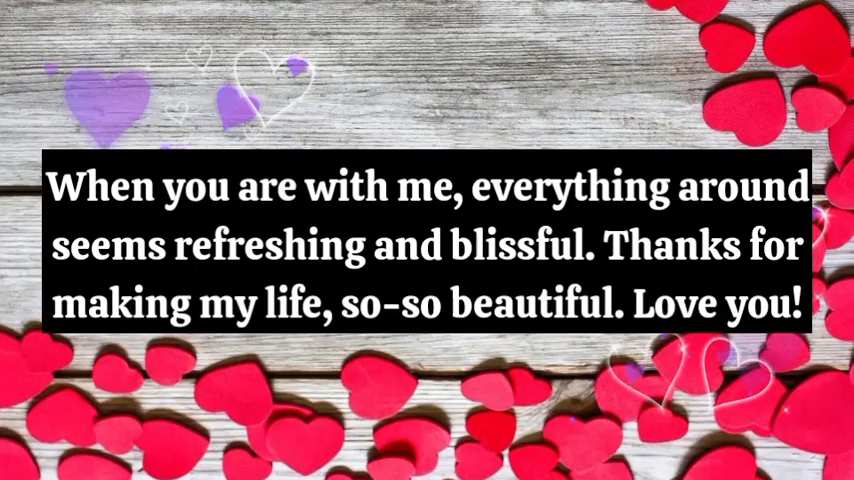 When you are with me, everything around
seems refreshing and blissful. Thanks for
making my life, so-so beautiful. Love you!